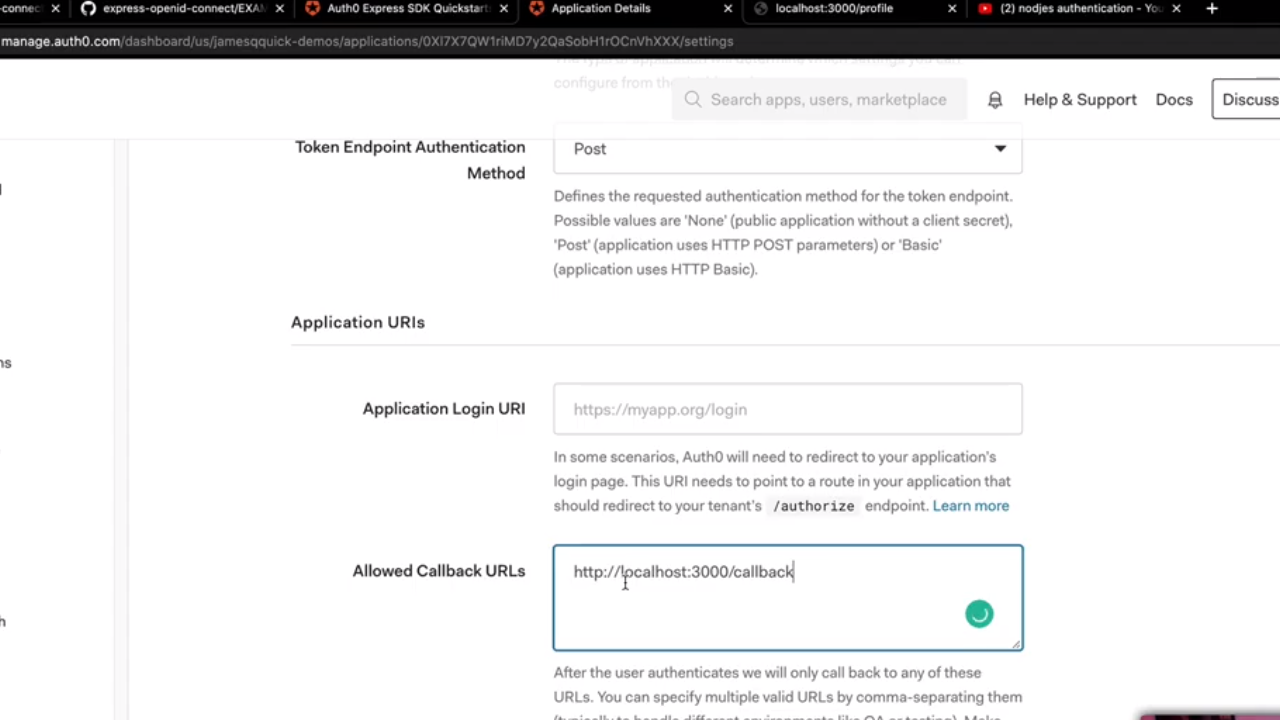 express-openid-connect/EXAM
Auth0 Express SDK Quickstarts
Application Details
localhost:3000/profile
(2) nodjes authentication - You
manage.auth0.com/dashboard/us/jamesqquick-demos/applications/0XI7X7QW1riMD7y2QaSobH1rOCnVhXXX/settings
configure from the
Search apps, users, marketplace
Help & Support
Docs
Discuss
Token Endpoint Authentication
Method
Post
Defines the requested authentication method for the token endpoint.
Possible values are 'None' (public application without a client secret),
'Post' (application uses HTTP POST parameters) or 'Basic'
(application uses HTTP Basic).
Application URIs
Application Login URI
https://myapp.org/login
In some scenarios, Auth0 will need to redirect to your application's
login page. This URI needs to point to a route in your application that
should redirect to your tenant's /authorize endpoint. Learn more
Allowed Callback URLs
http://localhost:3000/callback
After the user authenticates we will only call back to any of these
URLs. You can specify multiple valid URLs by comma-separating them